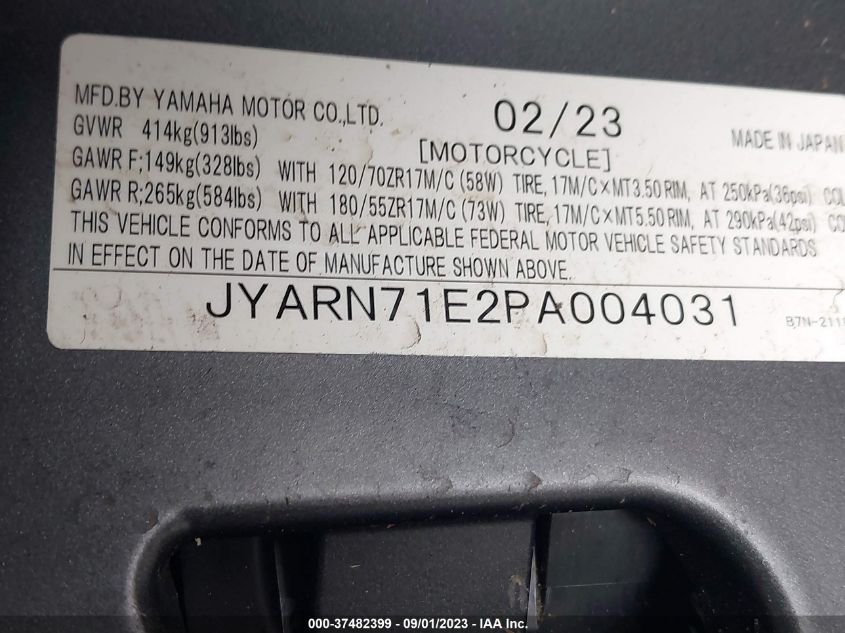 MFD.BY YAMAHA MOTOR CO.,LTD. 02/23 MADE IN JAPAN
GVWR 414kg(913lbs) [MOTORCYCLE]
GAWR F;149kg(328lbs) WITH 120/70ZR17M/C (58W) TIRE, 17M/C×MT3.50 RIM, AT 250kPa(36psi)
GAWR R;265kg(584lbs) WITH 180/55ZR17M/C (73W) TIRE, 17M/C×MT5.50 RIM, AT 290kPa(42psi)
THIS VEHICLE CONFORMS TO ALL APPLICABLE FEDERAL MOTOR VEHICLE SAFETY STANDARDS
IN EFFECT ON THE DATE OF MANUFACTURE SHOWN ABOVE.
JYARN71E2PA004031
000-37482399 - 09/01/2023 - © IAA Inc.